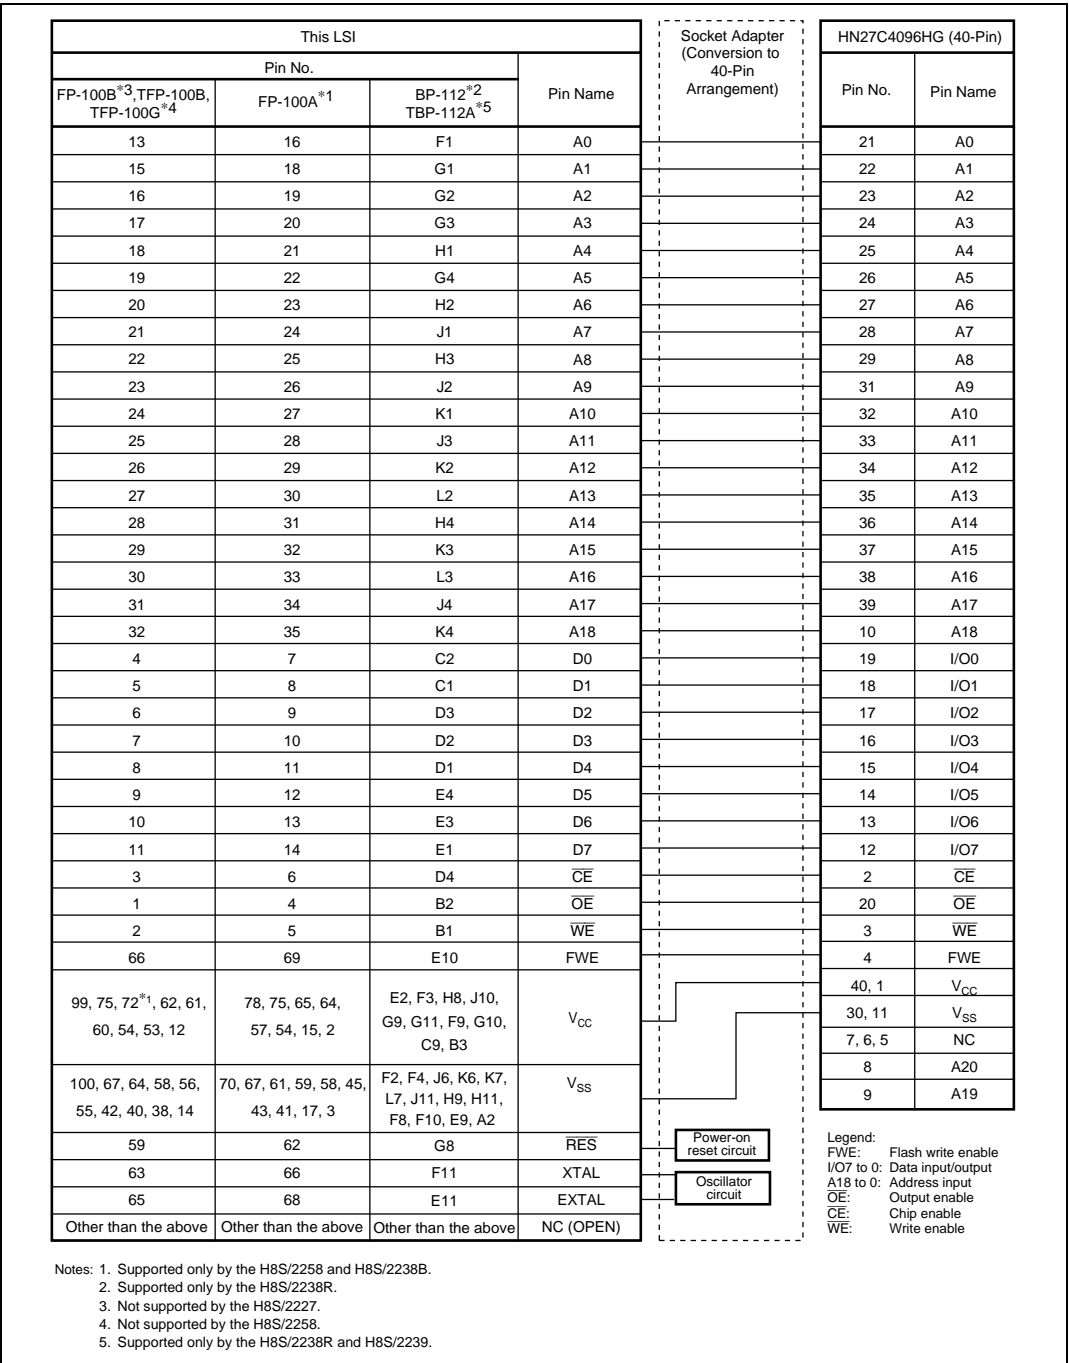 This LSI
Socket Adapter
(Conversion to
40-Pin
Arrangement)
HN27C4096HG (40-Pin)
Pin No.
Pin Name
Pin No.
Pin Name
FP-100B*3,TFP-100B,
TFP-100G*4
FP-100A*1
BP-112*2
TBP-112A*5
13 16 F1 A0 21 A0
15 18 G1 A1 22 A1
16 19 G2 A2 23 A2
17 20 G3 A3 24 A3
18 21 H1 A4 25 A4
19 22 G4 A5 26 A5
20 23 H2 A6 27 A6
21 24 J1 A7 28 A7
22 25 H3 A8 29 A8
23 26 J2 A9 31 A9
24 27 K1 A10 32 A10
25 28 J3 A11 33 A11
26 29 K2 A12 34 A12
27 30 L2 A13 35 A13
28 31 H4 A14 36 A14
29 32 K3 A15 37 A15
30 33 L3 A16 38 A16
31 34 J4 A17 39 A17
32 35 K4 A18 10 A18
4 7 C2 D0 19 I/O0
5 8 C1 D1 18 I/O1
6 9 D3 D2 17 I/O2
7 10 D2 D3 16 I/O3
8 11 D1 D4 15 I/O4
9 12 E4 D5 14 I/O5
10 13 E3 D6 13 I/O6
11 14 E1 D7 12 I/O7
3 6 D4 C̅E̅ 2 C̅E̅
1 4 B2 O̅E̅ 20 O̅E̅
2 5 B1 W̅E̅ 3 W̅E̅
66 69 E10 FWE 4 FWE
99, 75, 72*1, 62, 61,
60, 54, 53, 12
78, 75, 65, 64,
57, 54, 15, 2
E2, F3, H8, J10,
G9, G11, F9, G10,
C9, B3
VCC
40, 1 VCC
30, 11 VSS
7, 6, 5 NC
8 A20
9 A19
100, 67, 64, 58, 56,
55, 42, 40, 38, 14
70, 67, 61, 59, 58, 45,
43, 41, 17, 3
F2, F4, J6, K6, K7,
L7, J11, H9, H11,
F8, F10, E9, A2
VSS
59 62 G8 R̅E̅S̅
Power-on
reset circuit
63 66 F11 XTAL
65 68 E11 EXTAL
Oscillator
circuit
Other than the above Other than the above Other than the above NC (OPEN)
Legend:
FWE: Flash write enable
I/O7 to 0: Data input/output
A18 to 0: Address input
O̅E̅: Output enable
C̅E̅: Chip enable
W̅E̅: Write enable
Notes: 1. Supported only by the H8S/2258 and H8S/2238B.
2. Supported only by the H8S/2238R.
3. Not supported by the H8S/2227.
4. Not supported by the H8S/2258.
5. Supported only by the H8S/2238R and H8S/2239.